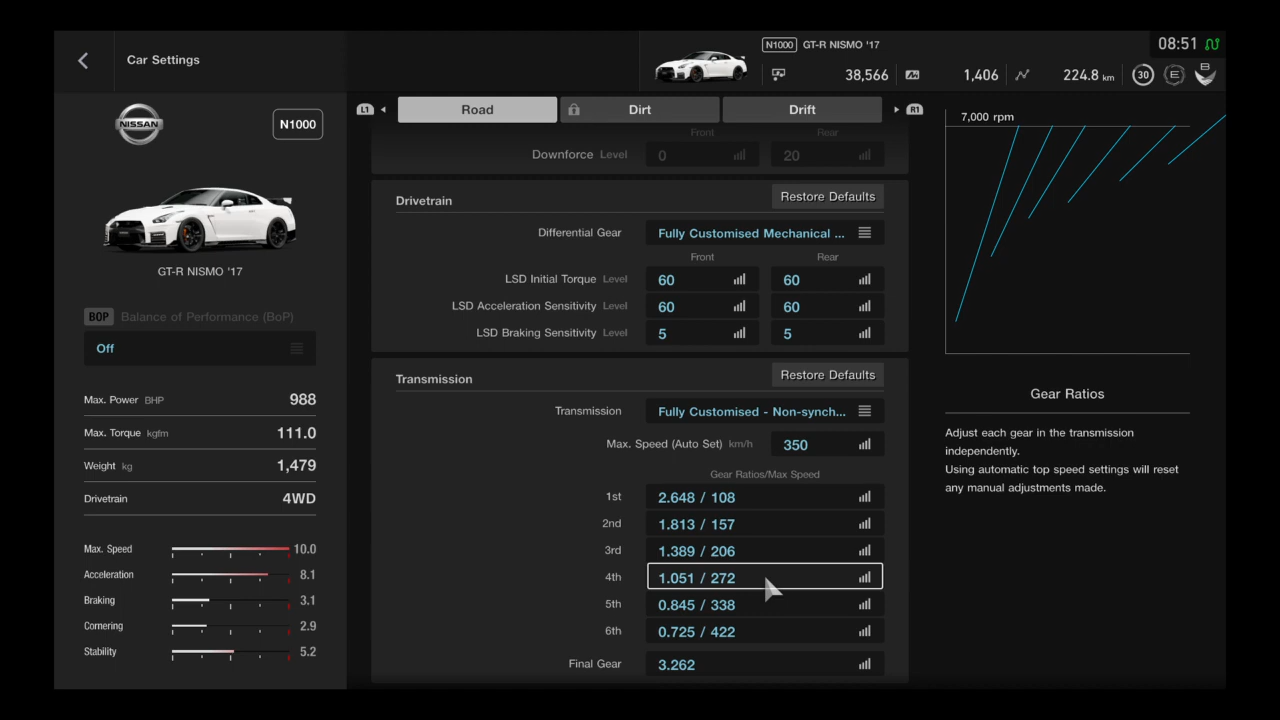 Car Settings
N1000 GT-R NISMO '17
38,566
1,406
224.8 km
30
E
B
08:51
NISSAN
N1000
GT-R NISMO '17
BOP Balance of Performance (BoP)
Off
Max. Power BHP 988
Max. Torque kgfm 111.0
Weight kg 1,479
Drivetrain 4WD
Max. Speed 10.0
Acceleration 8.1
Braking 3.1
Cornering 2.9
Stability 5.2
L1 Road Dirt Drift R1
Front Rear
Downforce Level 0 20
Drivetrain Restore Defaults
Differential Gear Fully Customised Mechanical ...
Front Rear
LSD Initial Torque Level 60 60
LSD Acceleration Sensitivity Level 60 60
LSD Braking Sensitivity Level 5 5
Transmission Restore Defaults
Transmission Fully Customised - Non-synch...
Max. Speed (Auto Set) km/h 350
Gear Ratios/Max Speed
1st 2.648 / 108
2nd 1.813 / 157
3rd 1.389 / 206
4th 1.051 / 272
5th 0.845 / 338
6th 0.725 / 422
Final Gear 3.262
7,000 rpm
Gear Ratios
Adjust each gear in the transmission
independently.
Using automatic top speed settings will reset
any manual adjustments made.